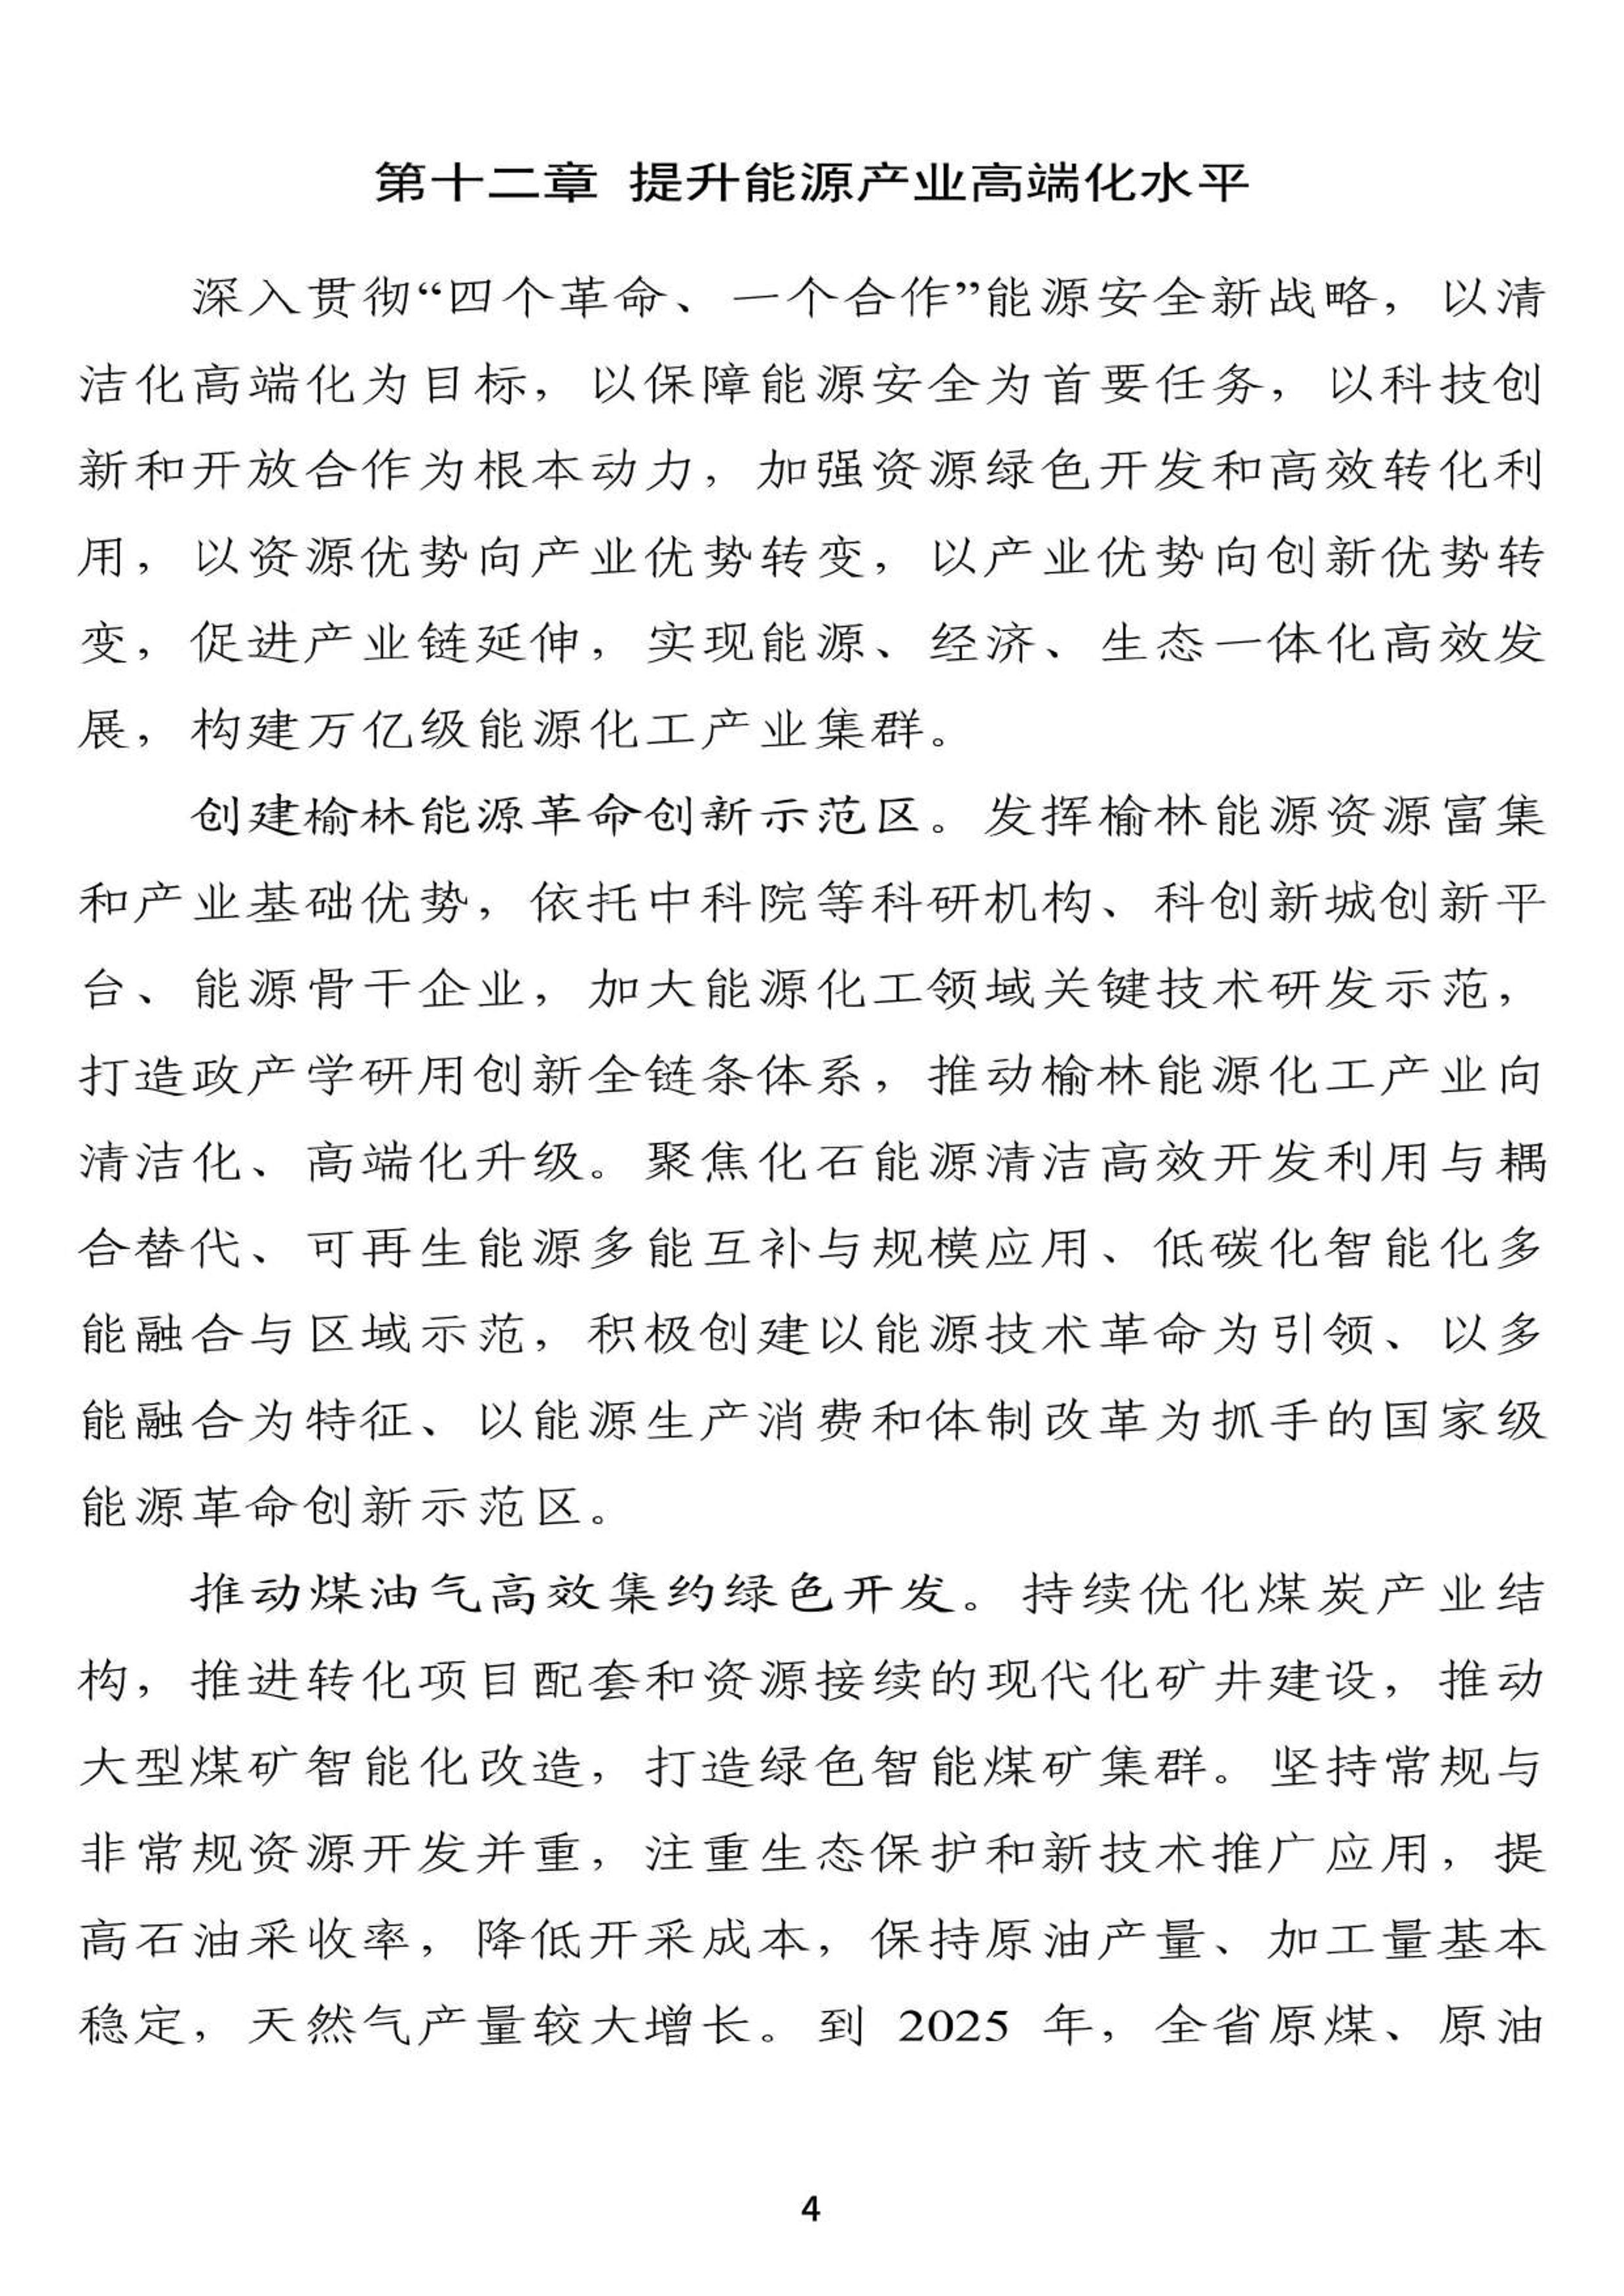 第十二章 提升能源产业高端化水平
深入贯彻“四个革命、一个合作”能源安全新战略，以清
洁化高端化为目标，以保障能源安全为首要任务，以科技创
新和开放合作为根本动力，加强资源绿色开发和高效转化利
用，以资源优势向产业优势转变，以产业优势向创新优势转
变，促进产业链延伸，实现能源、经济、生态一体化高效发
展，构建万亿级能源化工产业集群。
创建榆林能源革命创新示范区。发挥榆林能源资源富集
和产业基础优势，依托中科院等科研机构、科创新城创新平
台、能源骨干企业，加大能源化工领域关键技术研发示范，
打造政产学研用创新全链条体系，推动榆林能源化工产业向
清洁化、高端化升级。聚焦化石能源清洁高效开发利用与耦
合替代、可再生能源多能互补与规模应用、低碳化智能化多
能融合与区域示范，积极创建以能源技术革命为引领、以多
能融合为特征、以能源生产消费和体制改革为抓手的国家级
能源革命创新示范区。
推动煤油气高效集约绿色开发。持续优化煤炭产业结
构，推进转化项目配套和资源接续的现代化矿井建设，推动
大型煤矿智能化改造，打造绿色智能煤矿集群。坚持常规与
非常规资源开发并重，注重生态保护和新技术推广应用，提
高石油采收率，降低开采成本，保持原油产量、加工量基本
稳定，天然气产量较大增长。到 2025 年，全省原煤、原油
4